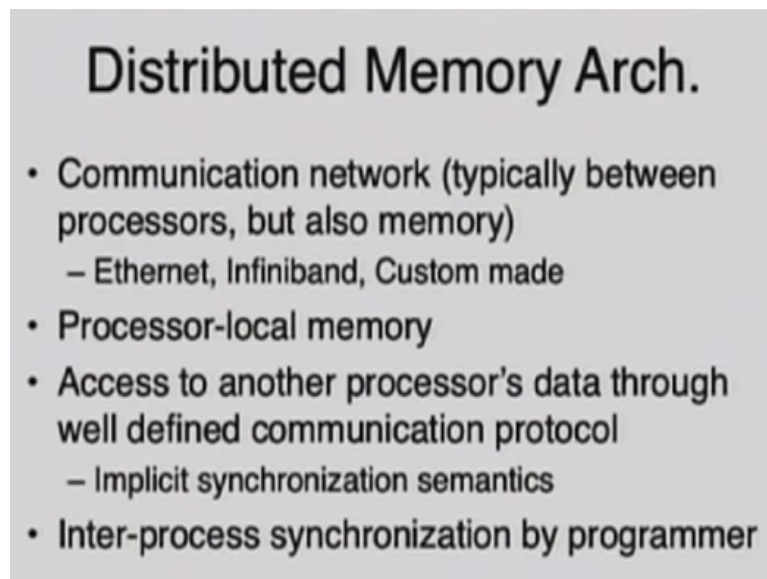 Distributed Memory Arch.
• Communication network (typically between
processors, but also memory)
– Ethernet, Infiniband, Custom made
• Processor-local memory
• Access to another processor's data through
well defined communication protocol
– Implicit synchronization semantics
• Inter-process synchronization by programmer